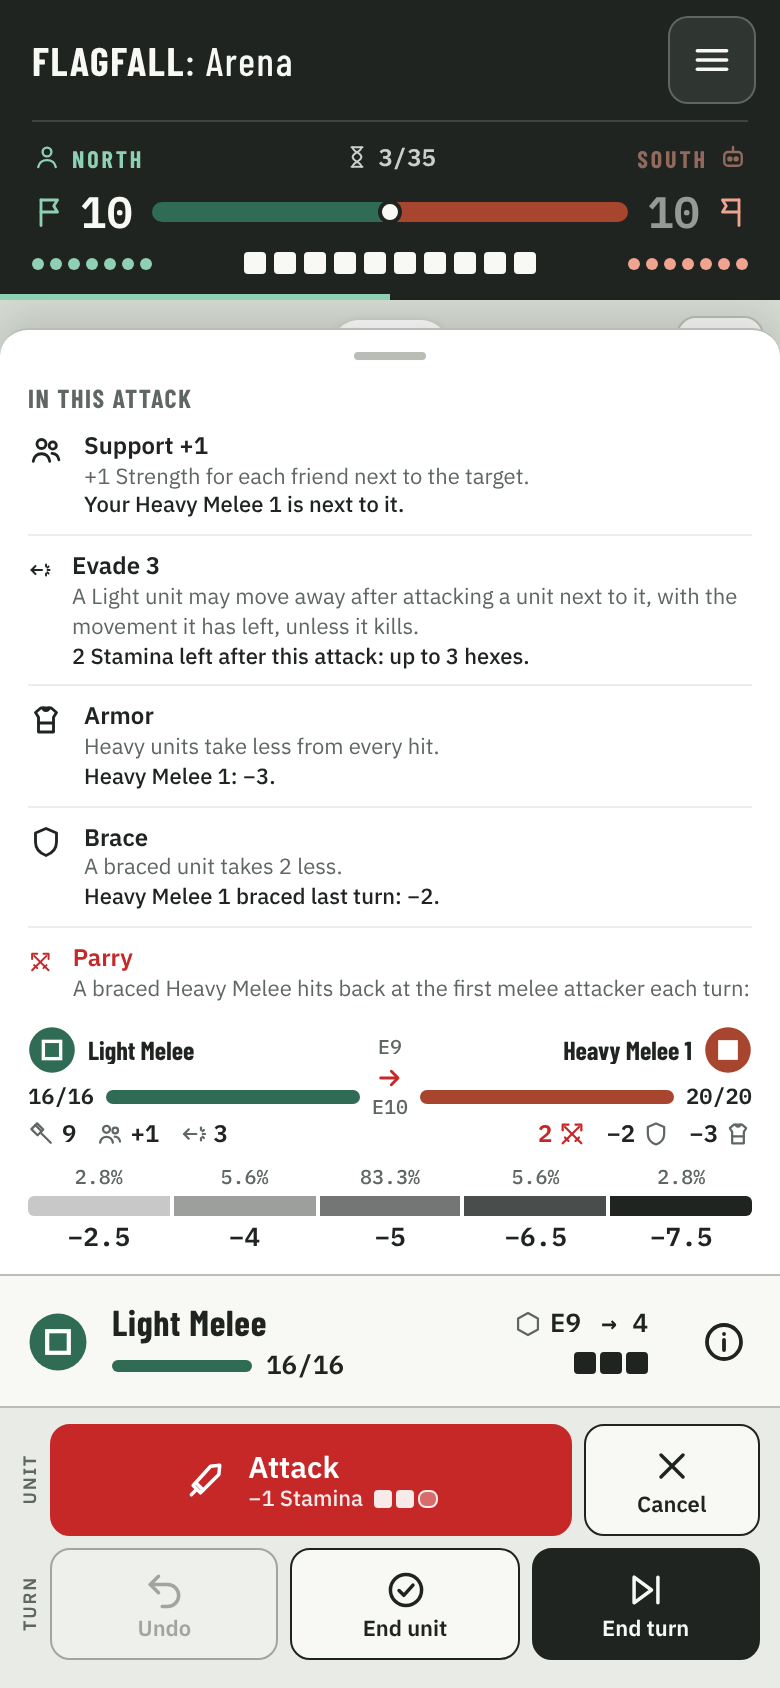 FLAGFALL: Arena
NORTH
3/35
SOUTH
10
10
IN THIS ATTACK
Support +1
+1 Strength for each friend next to the target.
Your Heavy Melee 1 is next to it.
Evade 3
A Light unit may move away after attacking a unit next to it, with the
movement it has left, unless it kills.
2 Stamina left after this attack: up to 3 hexes.
Armor
Heavy units take less from every hit.
Heavy Melee 1: −3.
Brace
A braced unit takes 2 less.
Heavy Melee 1 braced last turn: −2.
Parry
A braced Heavy Melee hits back at the first melee attacker each turn:
Light Melee
E9
→
E10
Heavy Melee 1
16/16
20/20
9 +1 3
2 −2 −3
2.8% 5.6% 83.3% 5.6% 2.8%
−2.5 −4 −5 −6.5 −7.5
Light Melee
E9 → 4
16/16
UNIT
Attack
−1 Stamina
Cancel
TURN
Undo
End unit
End turn